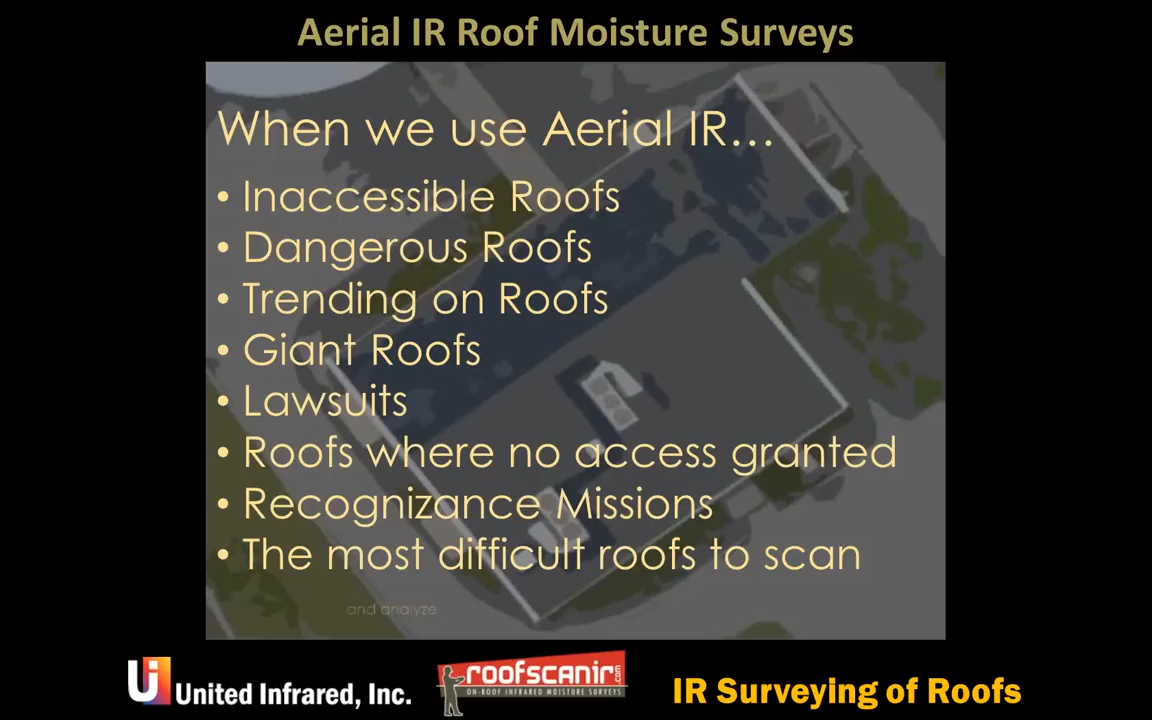 Aerial IR Roof Moisture Surveys
When we use Aerial IR…
• Inaccessible Roofs
• Dangerous Roofs
• Trending on Roofs
• Giant Roofs
• Lawsuits
• Roofs where no access granted
• Recognizance Missions
• The most difficult roofs to scan
and analyze
Ui United Infrared, Inc.
roofscanir.com
ON-ROOF INFRARED MOISTURE SURVEYS
IR Surveying of Roofs